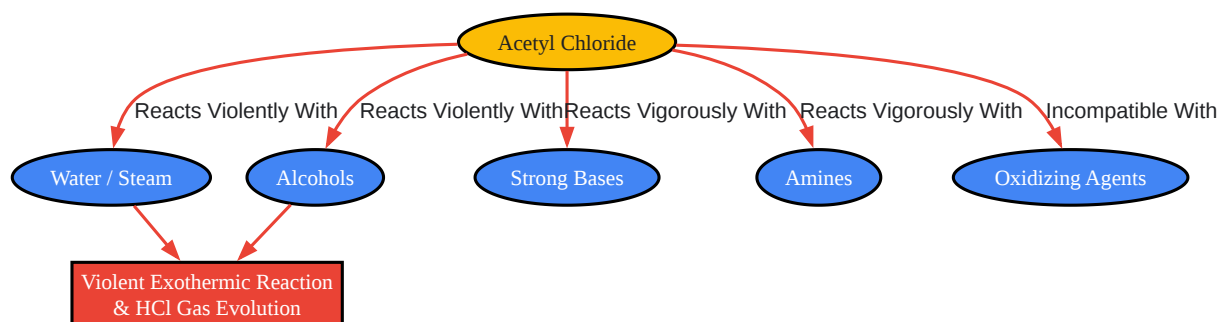 Acetyl Chloride
Reacts Violently With
Reacts Violently With
Reacts Vigorously With
Reacts Vigorously With
Incompatible With
Water / Steam
Alcohols
Strong Bases
Amines
Oxidizing Agents
Violent Exothermic Reaction
& HCl Gas Evolution